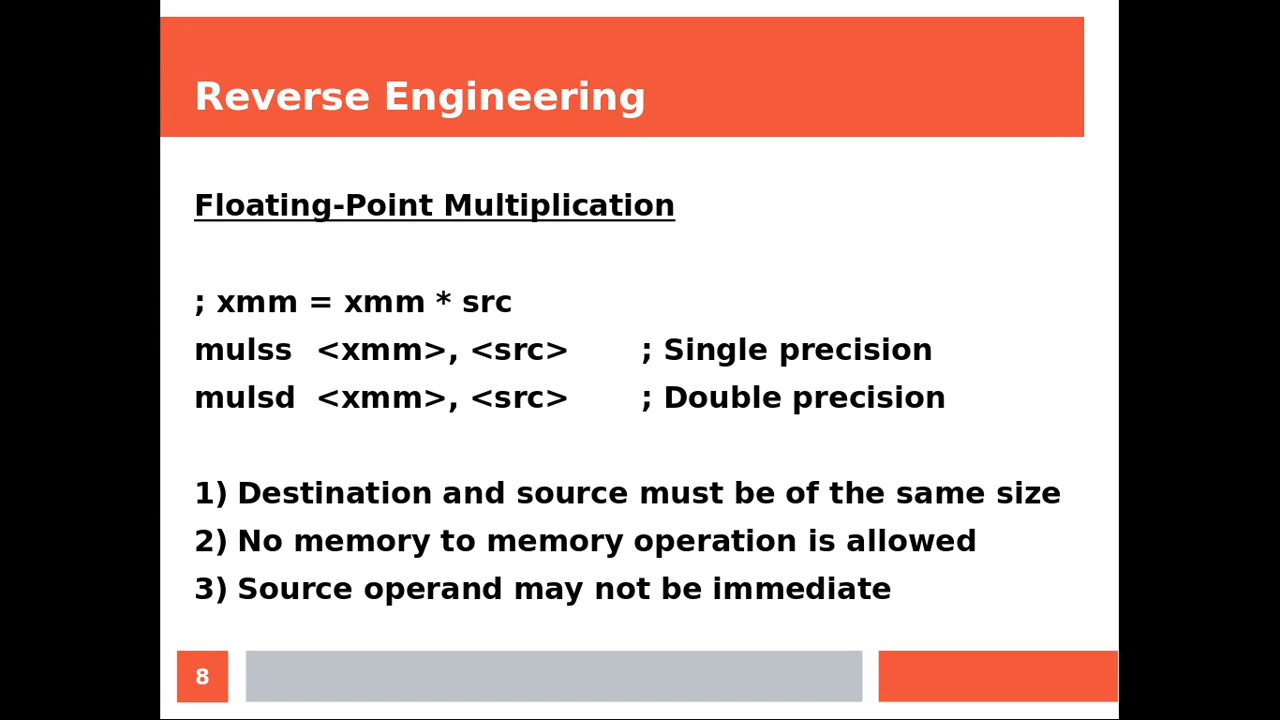 Reverse Engineering
Floating-Point Multiplication
; xmm = xmm * src
mulss <xmm>, <src> ; Single precision
mulsd <xmm>, <src> ; Double precision
1) Destination and source must be of the same size
2) No memory to memory operation is allowed
3) Source operand may not be immediate
8